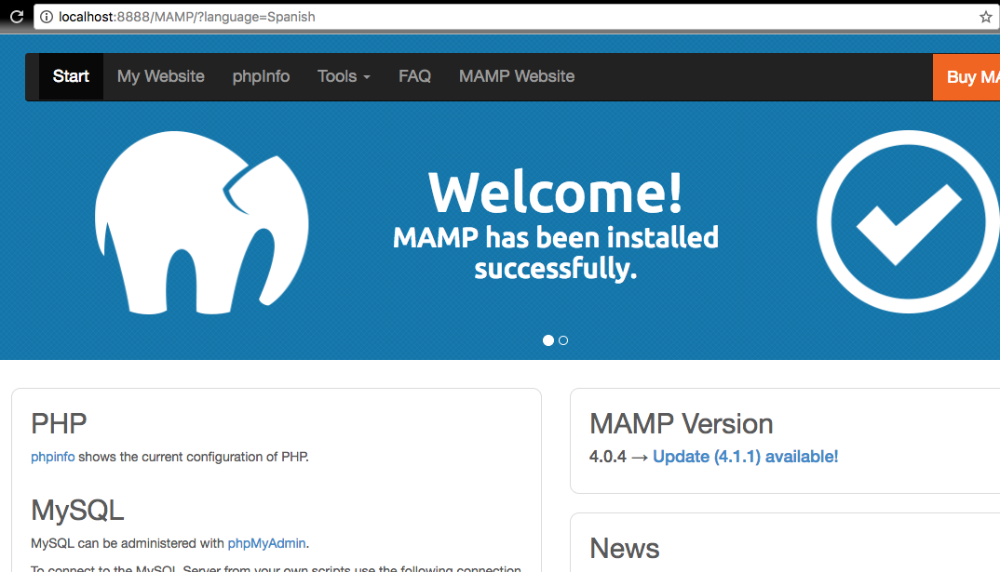 localhost:8888/MAMP/?language=Spanish
Start My Website phpInfo Tools FAQ MAMP Website Buy MA
Welcome!
MAMP has been installed
successfully.
PHP
phpinfo shows the current configuration of PHP.
MySQL
MySQL can be administered with phpMyAdmin.
To connect to the MySQL Server from your own scripts use the following connection
MAMP Version
4.0.4 → Update (4.1.1) available!
News